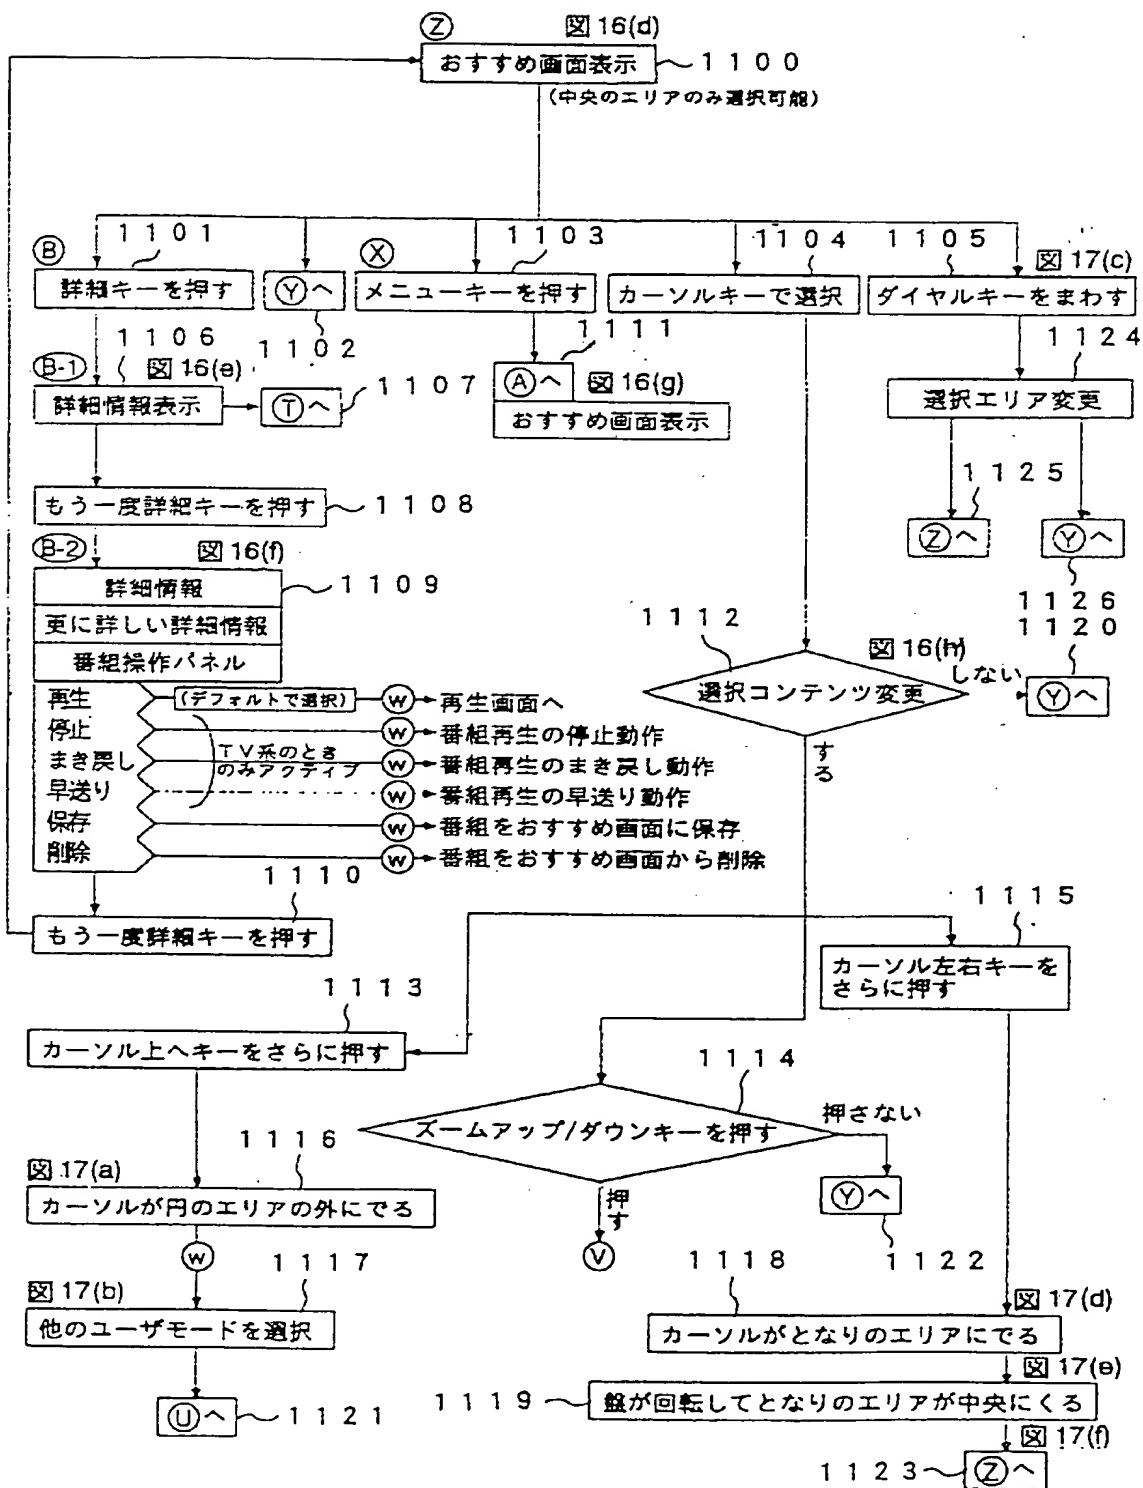 Ⓩ 図16(d)
おすすめ画面表示 1100
(中央のエリアのみ選択可能)
Ⓑ 1101 Ⓧ 1103 1104 1105 図17(c)
詳細キーを押す Ⓨへ メニューキーを押す カーソルキーで選択 ダイヤルキーをまわす
1106 1102 1111 1124
B-1 図16(e) 1107 Ⓐへ 図16(g)
詳細情報表示 Ⓣへ おすすめ画面表示 選択エリア変更
1125
もう一度詳細キーを押す 1108 Ⓩへ Ⓨへ
B-2 図16(f)
詳細情報 1109 1126
更に詳しい詳細情報 1112 1120
番組操作パネル 図16(h) しない
選択コンテンツ変更 Ⓨへ
する
再生 (デフォルトで選択) ⓦ 再生画面へ
停止 ⓦ 番組再生の停止動作
TV系のとき
のみアクティブ
まき戻し ⓦ 番組再生のまき戻し動作
早送り ⓦ 番組再生の早送り動作
保存 ⓦ 番組をおすすめ画面に保存
削除 ⓦ 番組をおすすめ画面から削除
1110 1115
もう一度詳細キーを押す カーソル左右キーを
さらに押す
1113
カーソル上へキーをさらに押す
1114
ズームアップ/ダウンキーを押す 押さない
押す
1116 Ⓨへ
図17(a)
カーソルが円のエリアの外にでる
ⓦ 1117 Ⓥ 1118 1122
図17(b) 図17(d)
他のユーザモードを選択 カーソルがとなりのエリアにでる
図17(e)
Ⓤへ 1121 1119 盤が回転してとなりのエリアが中央にくる
図17(f)
1123 Ⓩへ